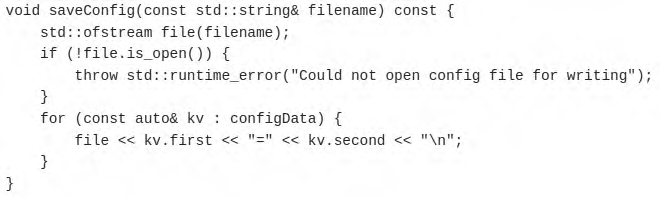 void saveConfig(const std::string& filename) const {
    std::ofstream file(filename);
    if (!file.is_open()) {
        throw std::runtime_error("Could not open config file for writing");
    }
    for (const auto& kv : configData) {
        file << kv.first << "=" << kv.second << "\n";
    }
}